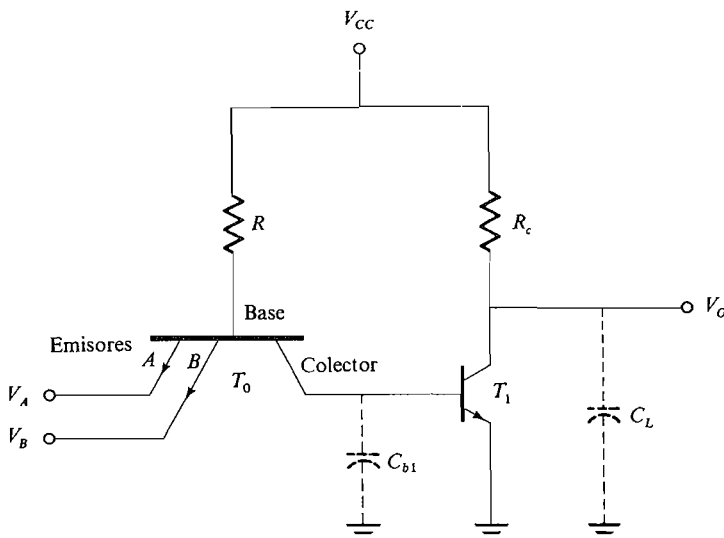 V_CC
R
R_c
Base
V_O
Emisores
A
B
Colector
T_0
T_1
V_A
V_B
C_b1
C_L